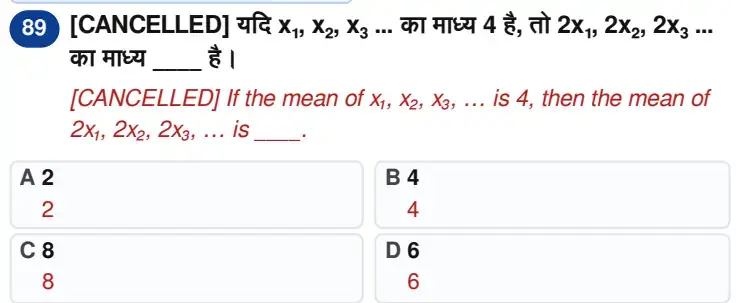 89 [CANCELLED] यदि x₁, x₂, x₃ ... का माध्य 4 है, तो 2x₁, 2x₂, 2x₃ ...
का माध्य ____ है।
[CANCELLED] If the mean of x₁, x₂, x₃, ... is 4, then the mean of
2x₁, 2x₂, 2x₃, ... is ____.
A 2
2
B 4
4
C 8
8
D 6
6